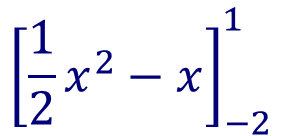 [1/2 x² − x]₋₂¹